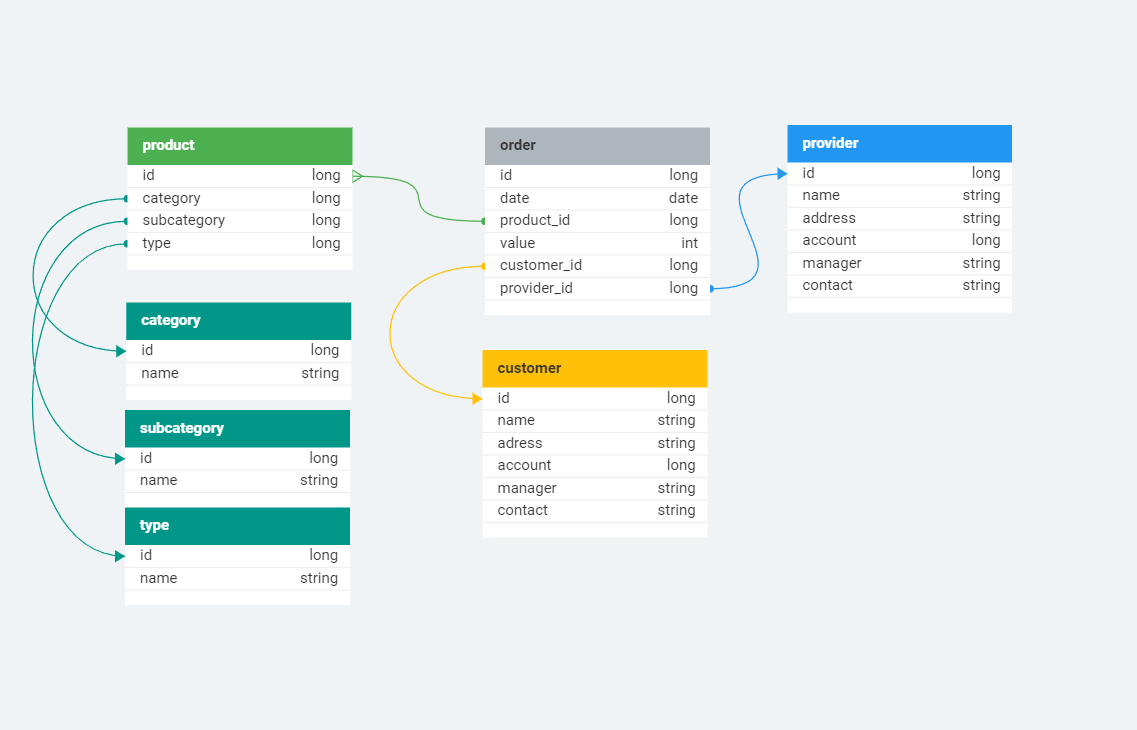 product
id long
category long
subcategory long
type long
category
id long
name string
subcategory
id long
name string
type
id long
name string
order
id long
date date
product_id long
value int
customer_id long
provider_id long
customer
id long
name string
adress string
account long
manager string
contact string
provider
id long
name string
address string
account long
manager string
contact string